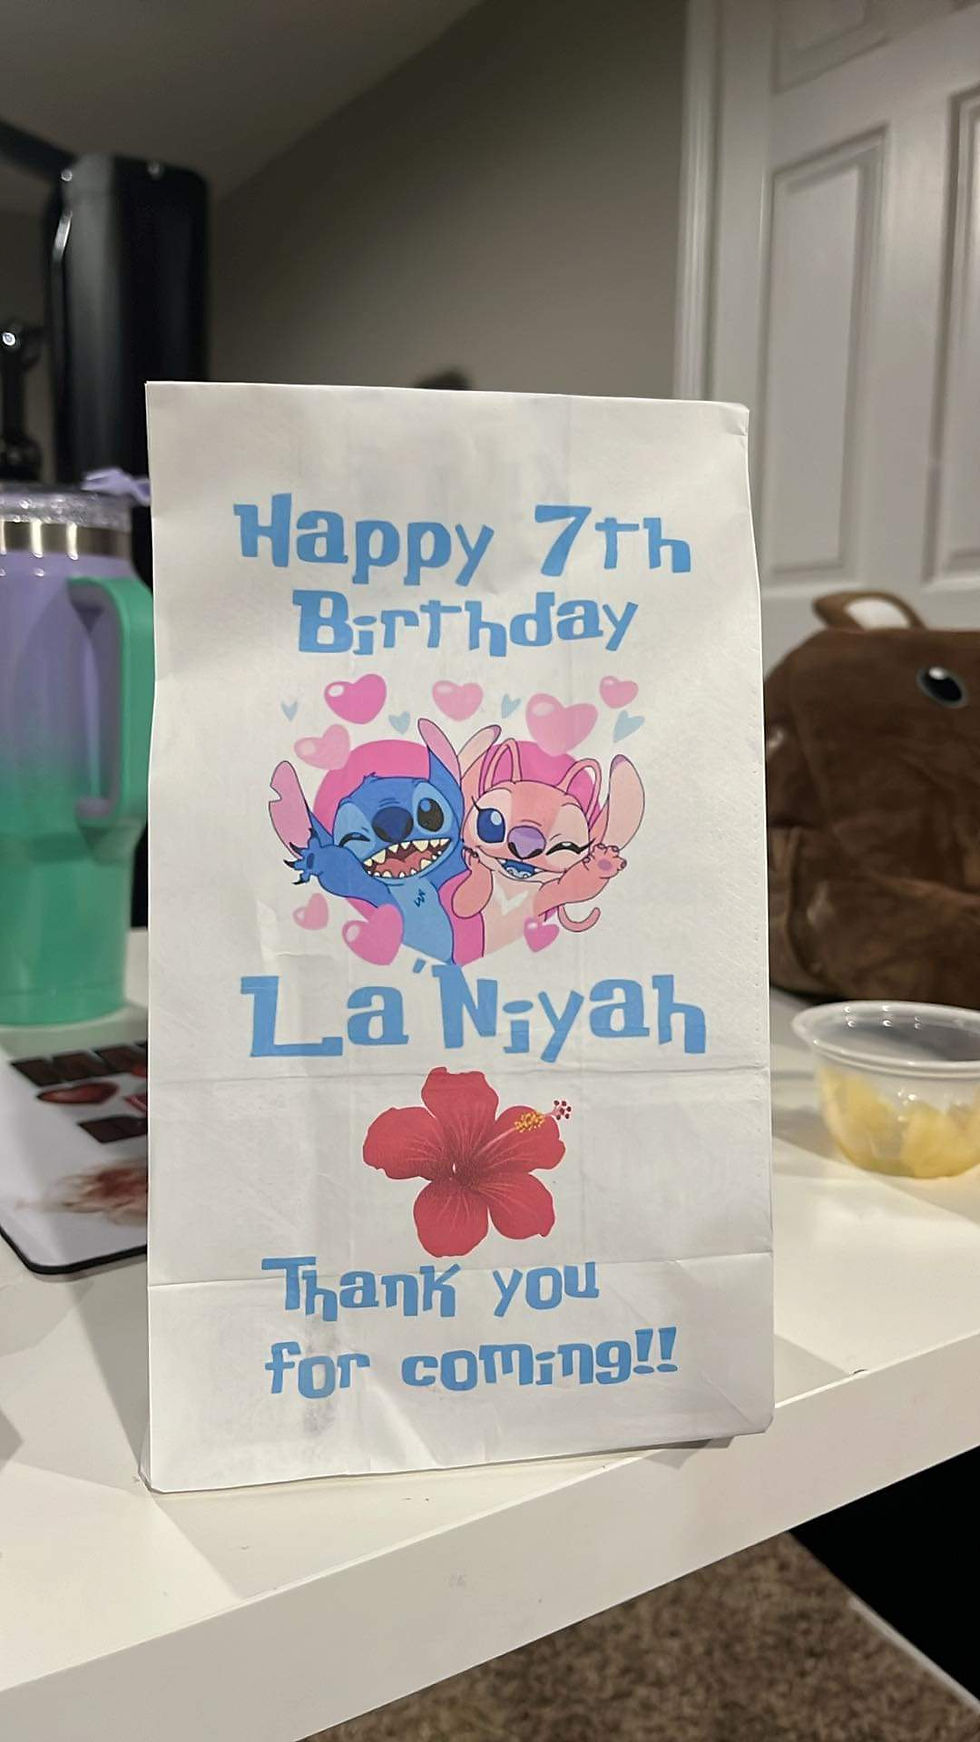 Happy 7th
Birthday
La'Niyah
Thank you
for coming!!